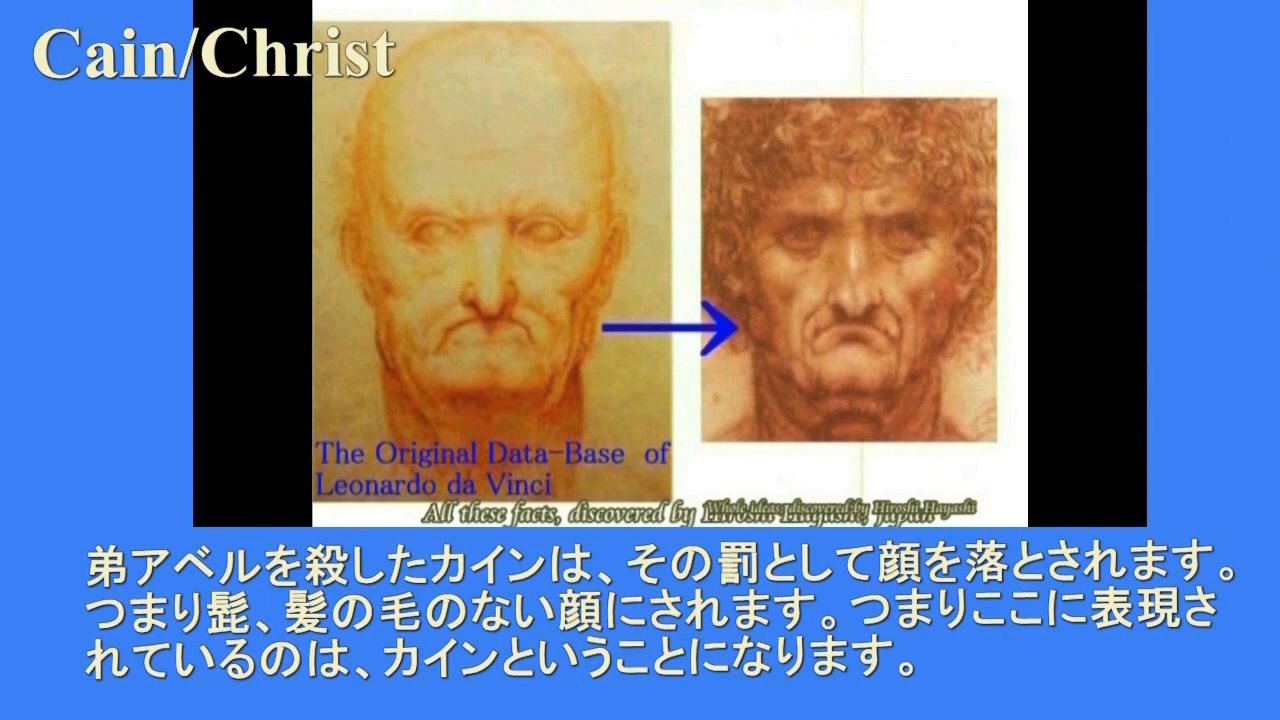 Cain/Christ
The Original Data-Base of
Leonardo da Vinci
All these facts, discovered by Hiroshi Hayashi, Japan
Whole ideas discovered by Hiroshi Hayashi
弟アベルを殺したカインは、その罰として顔を落とされます。
つまり髭、髪の毛のない顔にされます。つまりここに表現さ
れているのは、カインということになります。